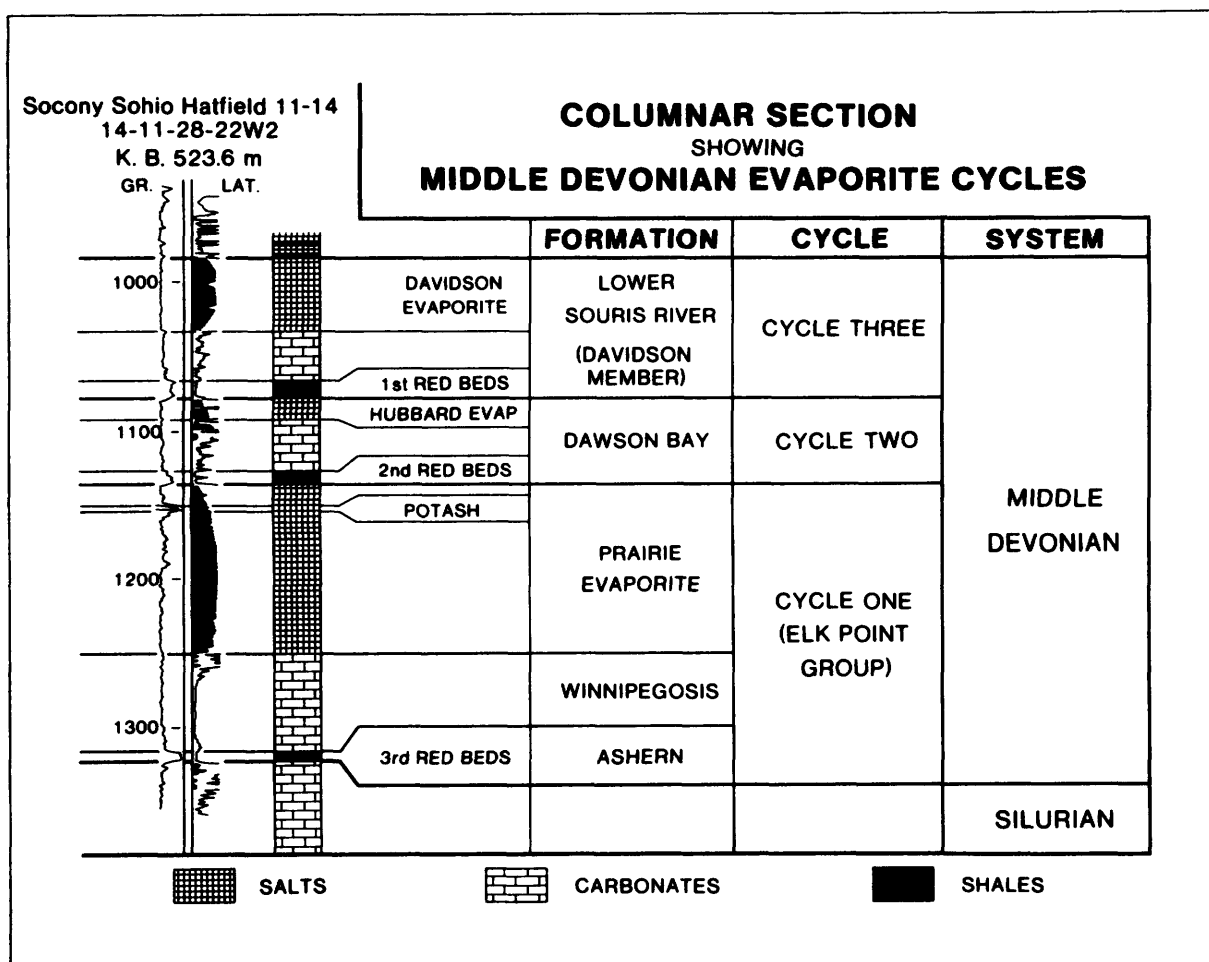 Socony Sohio Hatfield 11-14
14-11-28-22W2
K. B. 523.6 m
GR.
LAT.
COLUMNAR SECTION
SHOWING
MIDDLE DEVONIAN EVAPORITE CYCLES
FORMATION
CYCLE
SYSTEM
1000
1100
1200
1300
DAVIDSON
EVAPORITE
1st RED BEDS
HUBBARD EVAP
2nd RED BEDS
POTASH
3rd RED BEDS
LOWER
SOURIS RIVER
(DAVIDSON
MEMBER)
DAWSON BAY
PRAIRIE
EVAPORITE
WINNIPEGOSIS
ASHERN
CYCLE THREE
CYCLE TWO
CYCLE ONE
(ELK POINT
GROUP)
MIDDLE
DEVONIAN
SILURIAN
SALTS
CARBONATES
SHALES